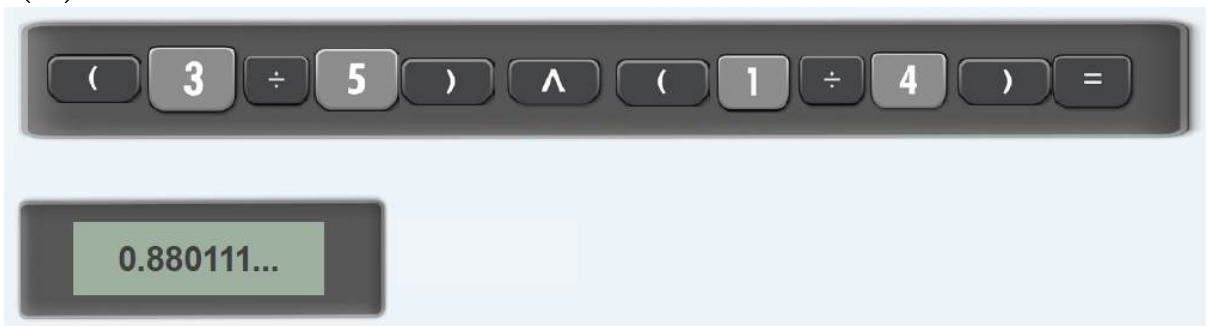 ( 3 ÷ 5 ) ∧ ( 1 ÷ 4 ) =
0.880111...